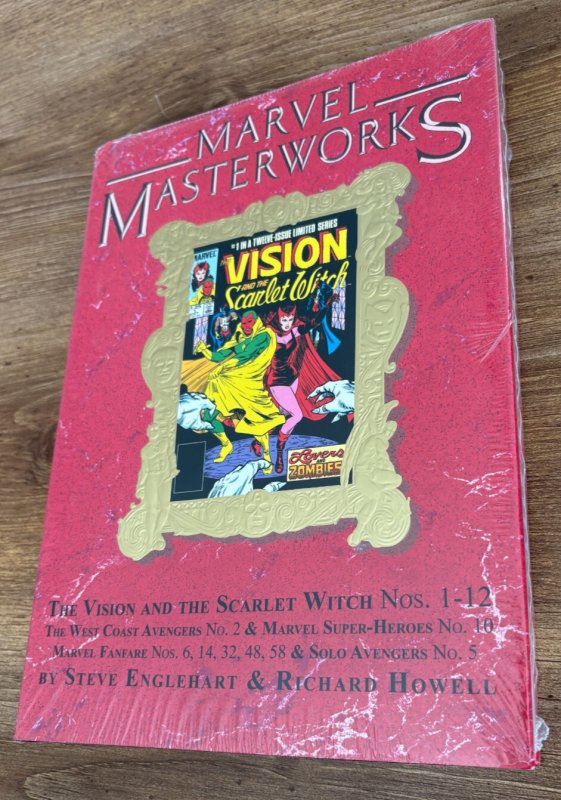 MARVEL
MASTERWORKS
#1 IN A TWELVE-ISSUE LIMITED SERIES
MARVEL
THE VISION
AND THE
Scarlet Witch
Lovers
ZOMBIES
THE VISION AND THE SCARLET WITCH NOS. 1-12
THE WEST COAST AVENGERS NO. 2 & MARVEL SUPER-HEROES NO. 10
MARVEL FANFARE NOS. 6, 14, 32, 48, 58 & SOLO AVENGERS NO. 5
BY STEVE ENGLEHART & RICHARD HOWELL